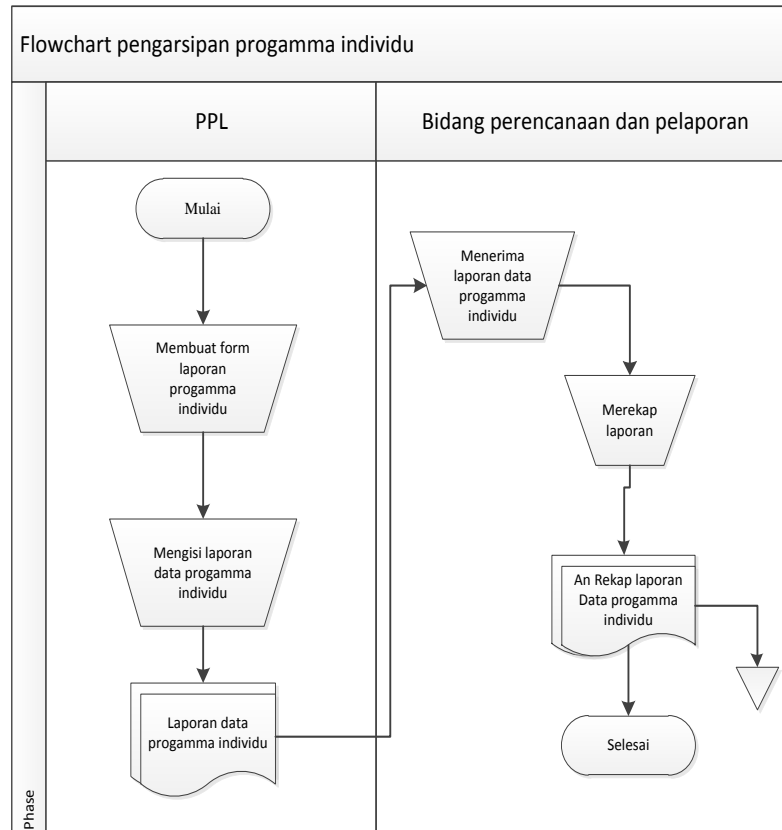 Flowchart pengarsipan progamma individu
PPL
Bidang perencanaan dan pelaporan
Mulai
Membuat form
laporan
progamma
individu
Mengisi laporan
data progamma
individu
Laporan data
progamma individu
Menerima
laporan data
progamma
individu
Merekap
laporan
An Rekap laporan
Data progamma
individu
Selesai
Phase